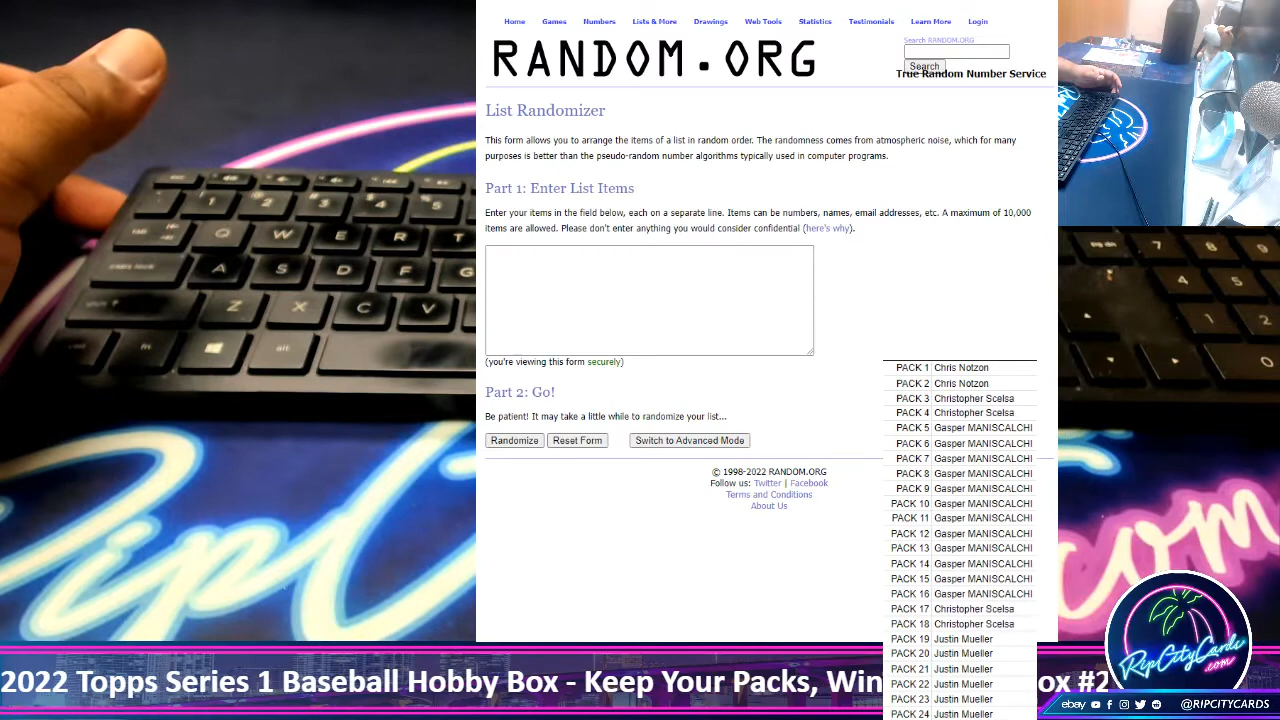 Home Games Numbers Lists & More Drawings Web Tools Statistics Testimonials Learn More Login
RANDOM.ORG
Search RANDOM.ORG
Search
True Random Number Service
List Randomizer
This form allows you to arrange the items of a list in random order. The randomness comes from atmospheric noise, which for many
purposes is better than the pseudo-random number algorithms typically used in computer programs.
Part 1: Enter List Items
Enter your items in the field below, each on a separate line. Items can be numbers, names, email addresses, etc. A maximum of 10,000
items are allowed. Please don't enter anything you would consider confidential (here's why).
(you're viewing this form securely)
Part 2: Go!
Be patient! It may take a little while to randomize your list...
Randomize Reset Form Switch to Advanced Mode
© 1998-2022 RANDOM.ORG
Follow us: Twitter | Facebook
Terms and Conditions
About Us
PACK 1 Chris Notzon
PACK 2 Chris Notzon
PACK 3 Christopher Scelsa
PACK 4 Christopher Scelsa
PACK 5 Gasper MANISCALCHI
PACK 6 Gasper MANISCALCHI
PACK 7 Gasper MANISCALCHI
PACK 8 Gasper MANISCALCHI
PACK 9 Gasper MANISCALCHI
PACK 10 Gasper MANISCALCHI
PACK 11 Gasper MANISCALCHI
PACK 12 Gasper MANISCALCHI
PACK 13 Gasper MANISCALCHI
PACK 14 Gasper MANISCALCHI
PACK 15 Gasper MANISCALCHI
PACK 16 Gasper MANISCALCHI
PACK 17 Christopher Scelsa
PACK 18 Christopher Scelsa
PACK 19 Justin Mueller
PACK 20 Justin Mueller
PACK 21 Justin Mueller
PACK 22 Justin Mueller
PACK 23 Justin Mueller
PACK 24 Justin Mueller
2022 Topps Series 1 Baseball Hobby Box - Keep Your Packs, Win ox #2
RipCityCards
.com
ebay @RIPCITYCARDS